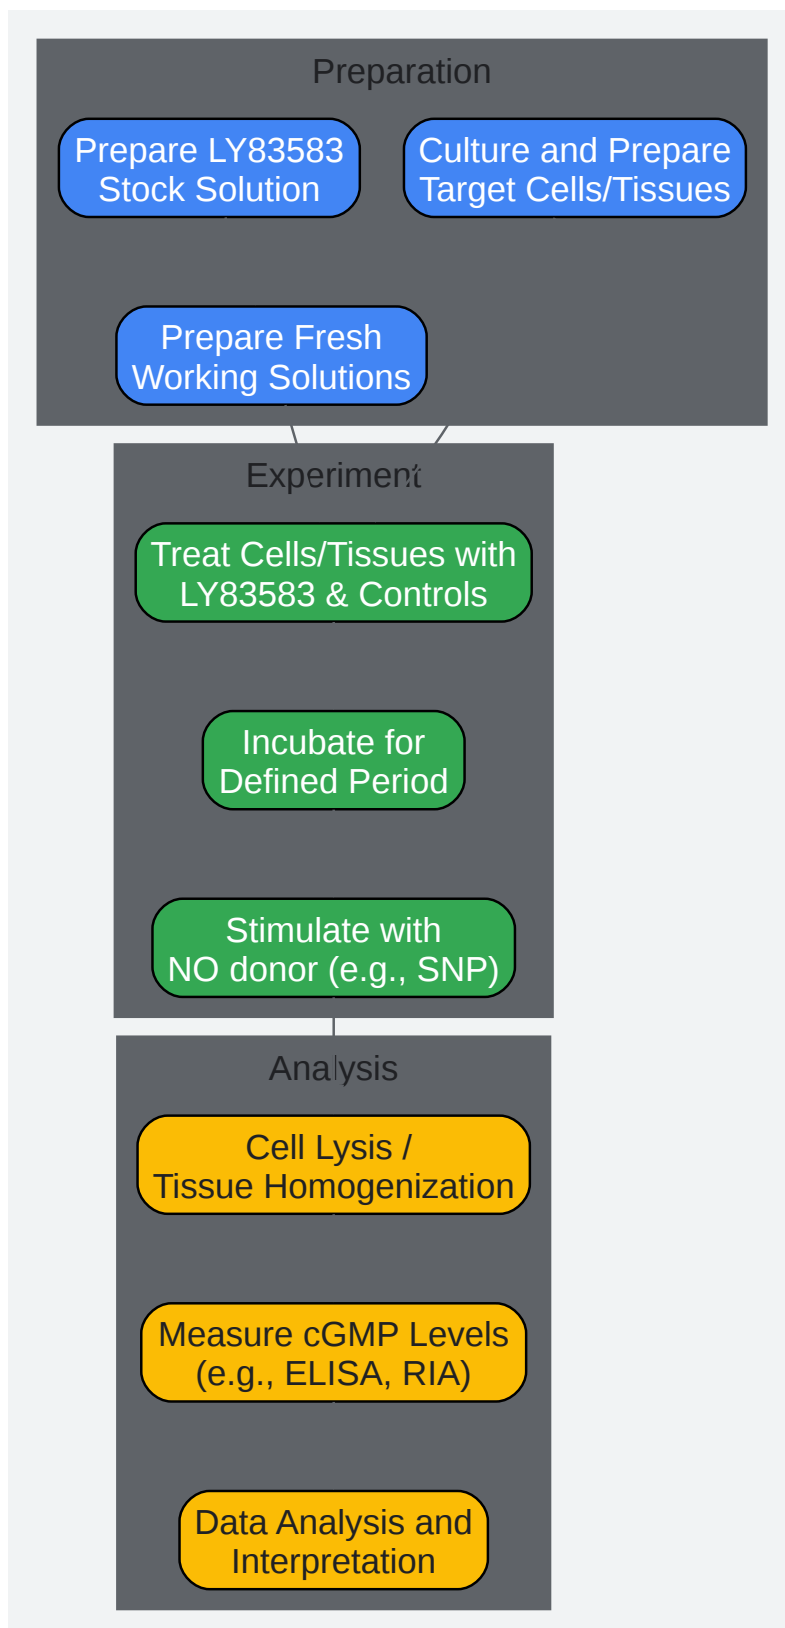 Preparation
Prepare LY83583
Stock Solution
Culture and Prepare
Target Cells/Tissues
Prepare Fresh
Working Solutions
Experiment
Treat Cells/Tissues with
LY83583 & Controls
Incubate for
Defined Period
Stimulate with
NO donor (e.g., SNP)
Analysis
Cell Lysis /
Tissue Homogenization
Measure cGMP Levels
(e.g., ELISA, RIA)
Data Analysis and
Interpretation